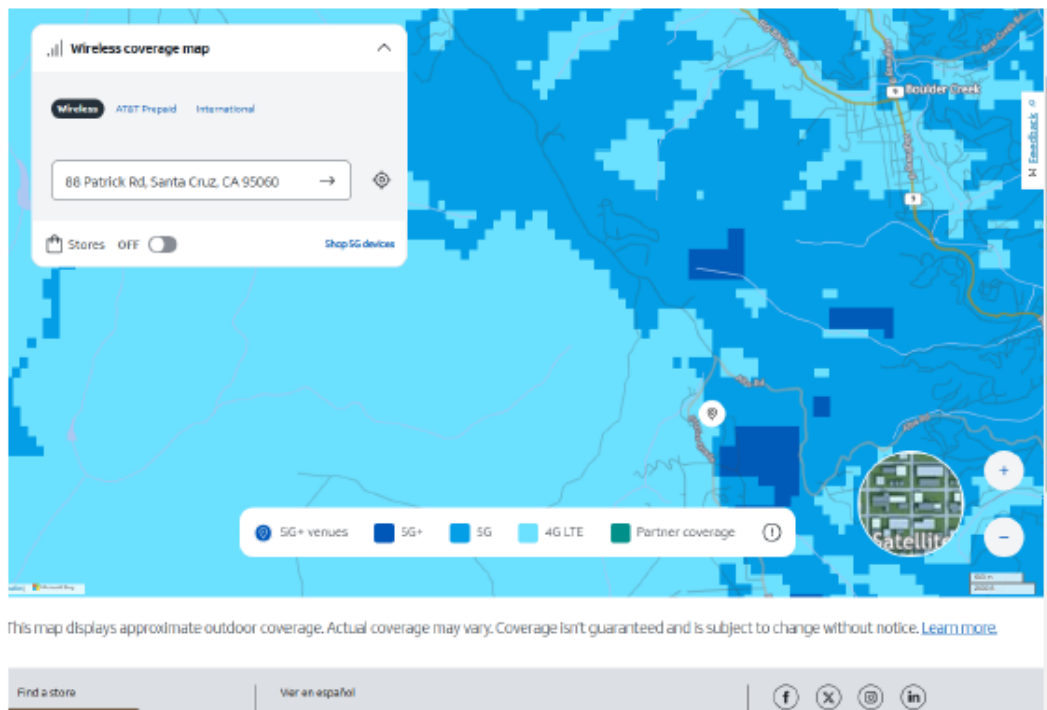 Wireless coverage map
Wireless
AT&T Prepaid
International
88 Patrick Rd, Santa Cruz, CA 95060
Stores OFF
Shop 5G devices
Boulder Creek
9
9
Feedback
Satellite
5G+ venues
5G+
5G
4G LTE
Partner coverage
This map displays approximate outdoor coverage. Actual coverage may vary. Coverage isn't guaranteed and is subject to change without notice. Learn more.
Find a store
Ver en español